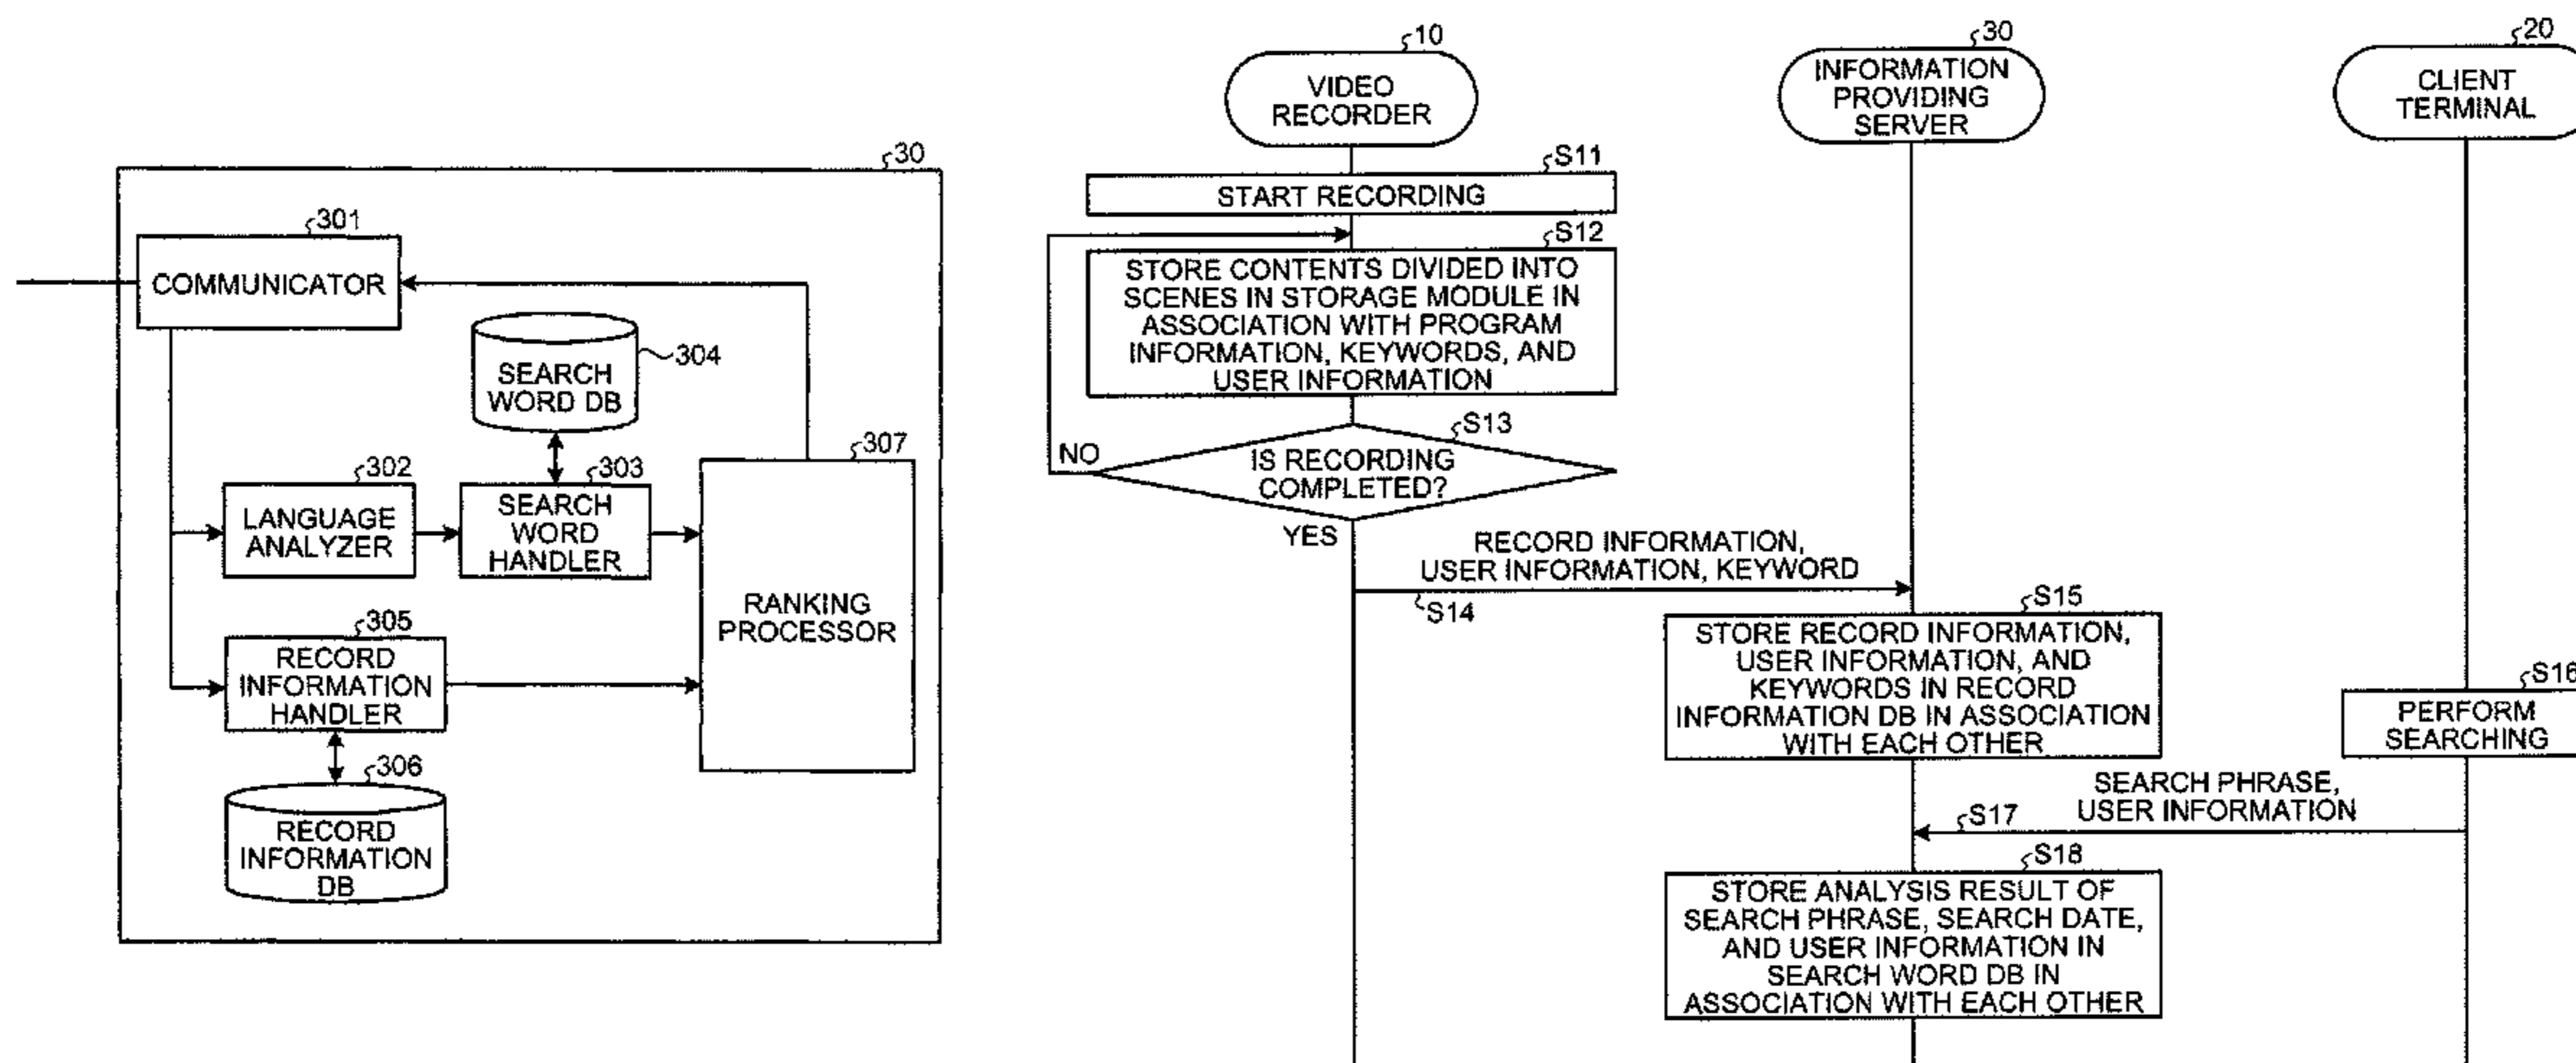 30
301
COMMUNICATOR
304
SEARCH
WORD DB
307
302
303
LANGUAGE
ANALYZER
SEARCH
WORD
HANDLER
RANKING
PROCESSOR
305
RECORD
INFORMATION
HANDLER
306
RECORD
INFORMATION
DB
10
VIDEO
RECORDER
30
INFORMATION
PROVIDING
SERVER
20
CLIENT
TERMINAL
S11
START RECORDING
S12
STORE CONTENTS DIVIDED INTO
SCENES IN STORAGE MODULE IN
ASSOCIATION WITH PROGRAM
INFORMATION, KEYWORDS, AND
USER INFORMATION
S13
NO
IS RECORDING
COMPLETED?
YES
RECORD INFORMATION,
USER INFORMATION, KEYWORD
S14
S15
STORE RECORD INFORMATION,
USER INFORMATION, AND
KEYWORDS IN RECORD
INFORMATION DB IN ASSOCIATION
WITH EACH OTHER
S16
PERFORM
SEARCHING
SEARCH PHRASE,
USER INFORMATION
S17
S18
STORE ANALYSIS RESULT OF
SEARCH PHRASE, SEARCH DATE,
AND USER INFORMATION IN
SEARCH WORD DB IN
ASSOCIATION WITH EACH OTHER